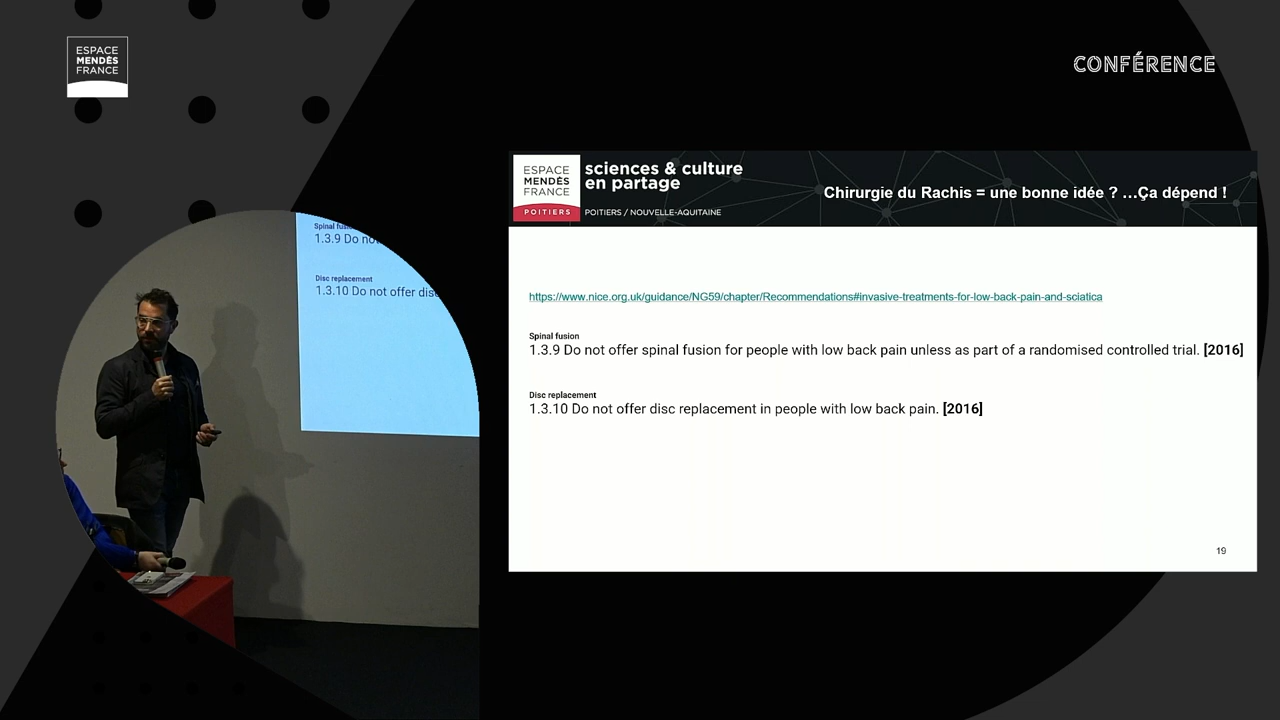 ESPACE
MENDÈS
FRANCE
CONFÉRENCE
ESPACE
MENDÈS
FRANCE
POITIERS
sciences & culture
en partage
POITIERS / NOUVELLE-AQUITAINE
Chirurgie du Rachis = une bonne idée ? …Ça dépend !
https://www.nice.org.uk/guidance/NG59/chapter/Recommendations#invasive-treatments-for-low-back-pain-and-sciatica
Spinal fusion
1.3.9 Do not offer spinal fusion for people with low back pain unless as part of a randomised controlled trial. [2016]
Disc replacement
1.3.10 Do not offer disc replacement in people with low back pain. [2016]
19
Spinal
1.3.9 Do
Disc replacement
1.3.10 Do not offer